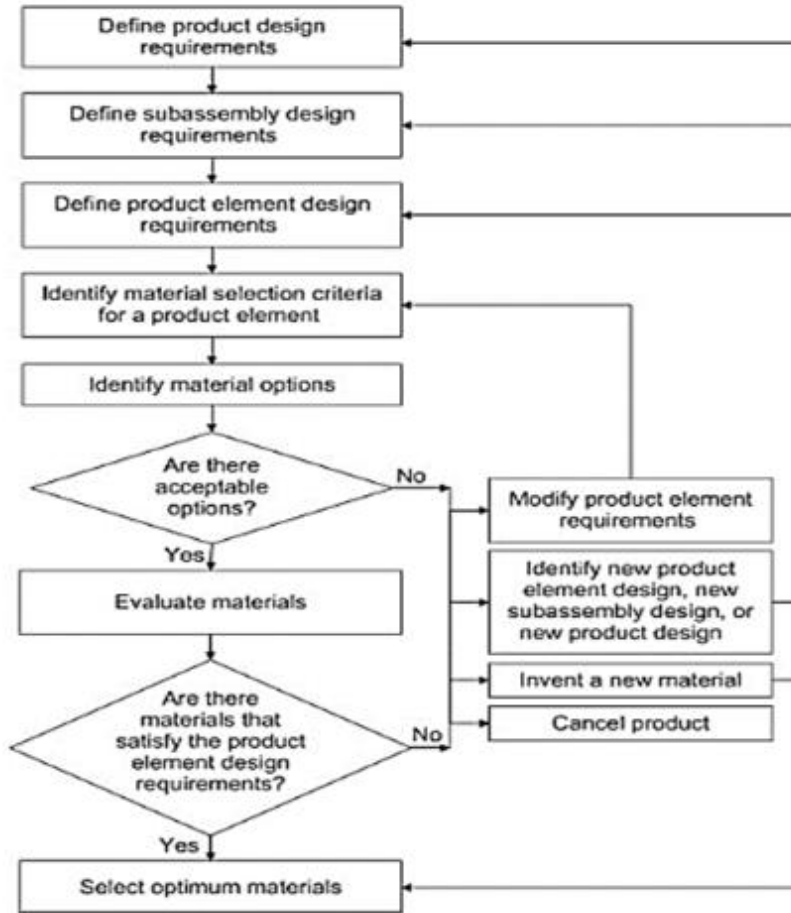 Define product design
requirements
Define subassembly design
requirements
Define product element design
requirements
Identify material selection criteria
for a product element
Identify material options
Are there
acceptable
options?
No
Yes
Modify product element
requirements
Identify new product
element design, new
subassembly design, or
new product design
Evaluate materials
Invent a new material
Cancel product
Are there
materials that
satisfy the product
element design
requirements?
No
Yes
Select optimum materials